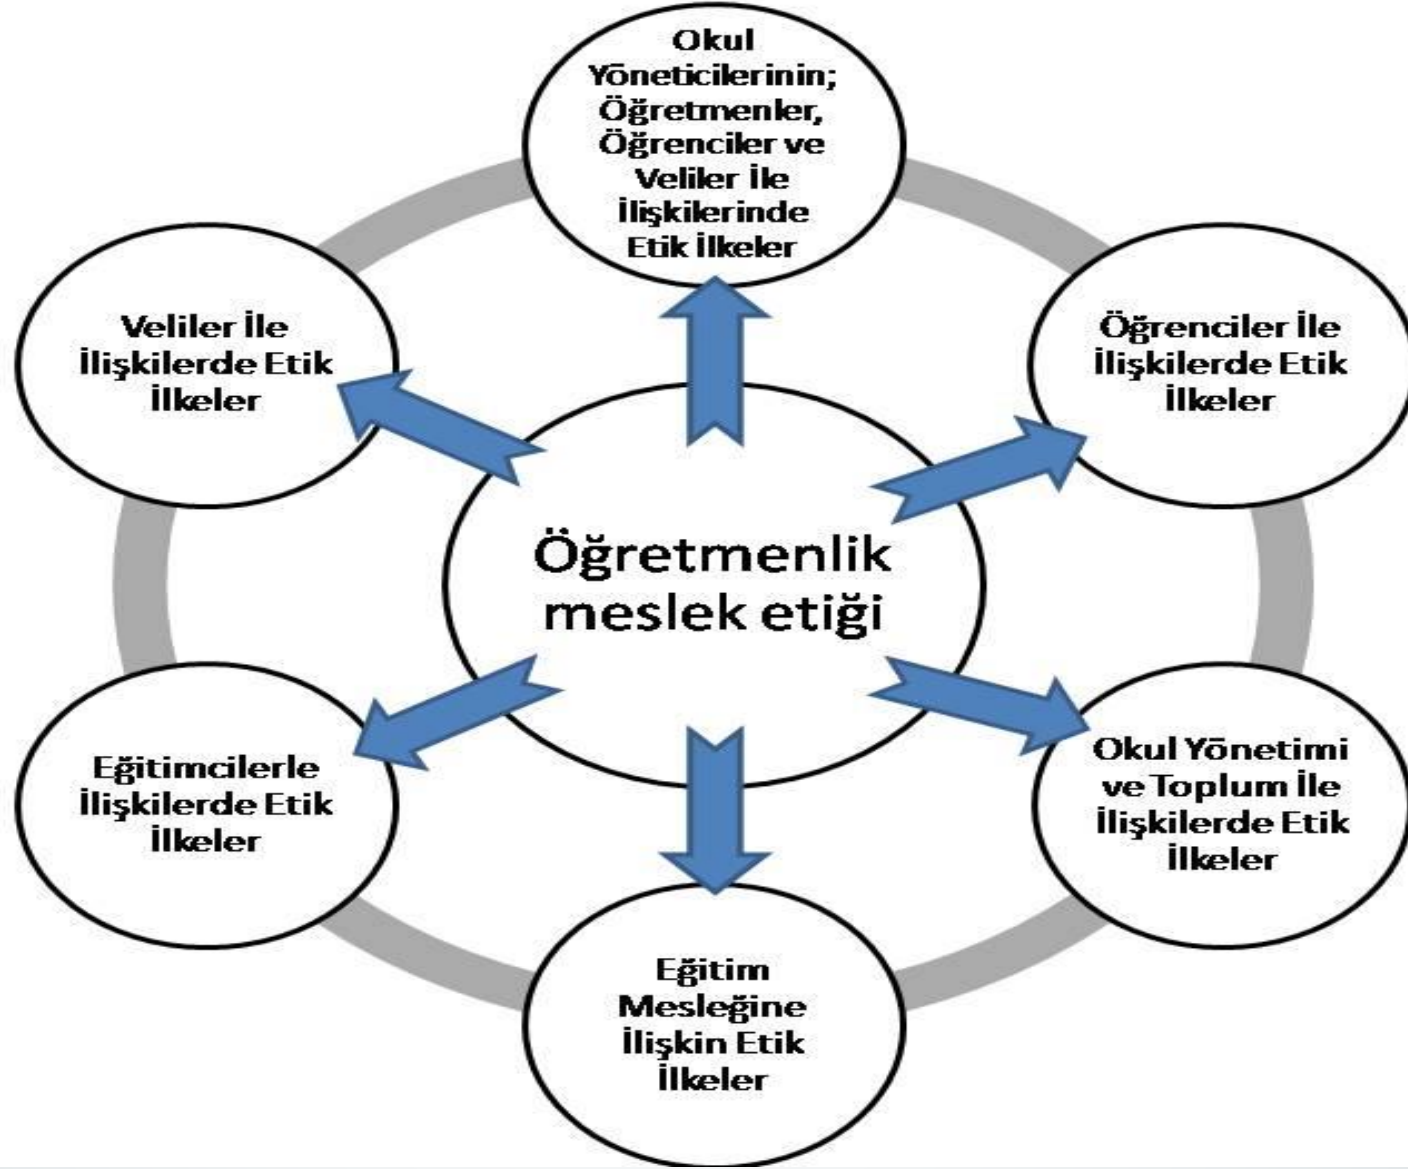 Okul
Yöneticilerinin;
Öğretmenler,
Öğrenciler ve
Veliler İle
İlişkilerinde
Etik İlkeler
Öğrenciler İle
İlişkilerde Etik
İlkeler
Okul Yönetimi
ve Toplum İle
İlişkilerde Etik
İlkeler
Eğitim
Mesleğine
İlişkin Etik
İlkeler
Eğitimcilerle
İlişkilerde Etik
İlkeler
Veliler İle
İlişkilerde Etik
İlkeler
Öğretmenlik
meslek etiği